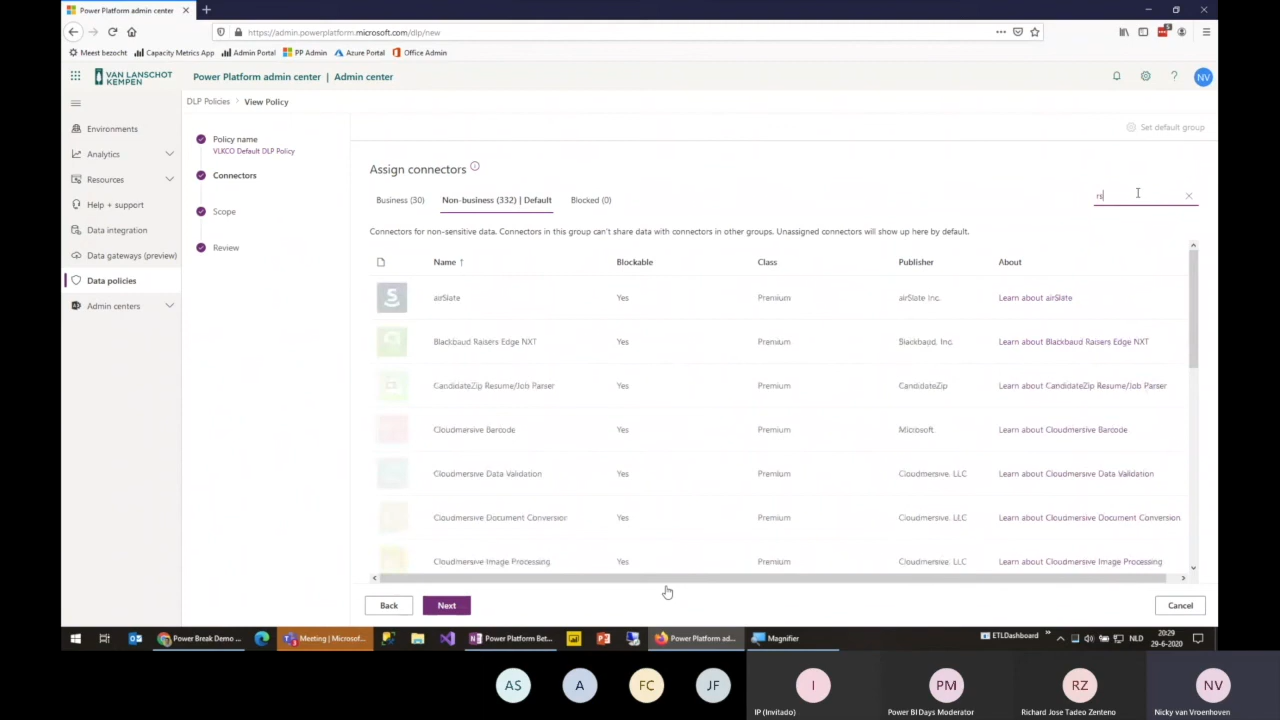 Power Platform admin center
https://admin.powerplatform.microsoft.com/dlp/new
Meest bezocht Capacity Metrics App Admin Portal PP Admin Azure Portal Office Admin
VAN LANSCHOT
KEMPEN
Power Platform admin center | Admin center
NV
DLP Policies > View Policy
Environments
Analytics
Resources
Help + support
Data integration
Data gateways (preview)
Data policies
Admin centers
Policy name
VLKCO Default DLP Policy
Connectors
Scope
Review
Set default group
Assign connectors
Business (30) Non-business (332) | Default Blocked (0)
rs
Connectors for non-sensitive data. Connectors in this group can't share data with connectors in other groups. Unassigned connectors will show up here by default.
Name ↑ Blockable Class Publisher About
airSlate Yes Premium airSlate Inc. Learn about airSlate
Blackbaud Raisers Edge NXT Yes Premium Blackbaud, Inc. Learn about Blackbaud Raisers Edge NXT
CandidateZip Resume/Job Parser Yes Premium CandidateZip Learn about CandidateZip Resume/Job Parser
Cloudmersive Barcode Yes Premium Microsoft Learn about Cloudmersive Barcode
Cloudmersive Data Validation Yes Premium Cloudmersive, LLC Learn about Cloudmersive Data Validation
Cloudmersive Document Conversion Yes Premium Cloudmersive, LLC Learn about Cloudmersive Document Conversion
Cloudmersive Image Processing Yes Premium Cloudmersive, LLC Learn about Cloudmersive Image Processing
Back Next Cancel
Power Break Demo ... Meeting | Microsof... Power Platform Bet... Power Platform ad... Magnifier ETLDashboard » NLD 20:29
29-6-2020
AS A FC JF I PM RZ NV
IP (Invitado) Power BI Days Moderator Richard Jose Tadeo Zenteno Nicky van Vroenhoven